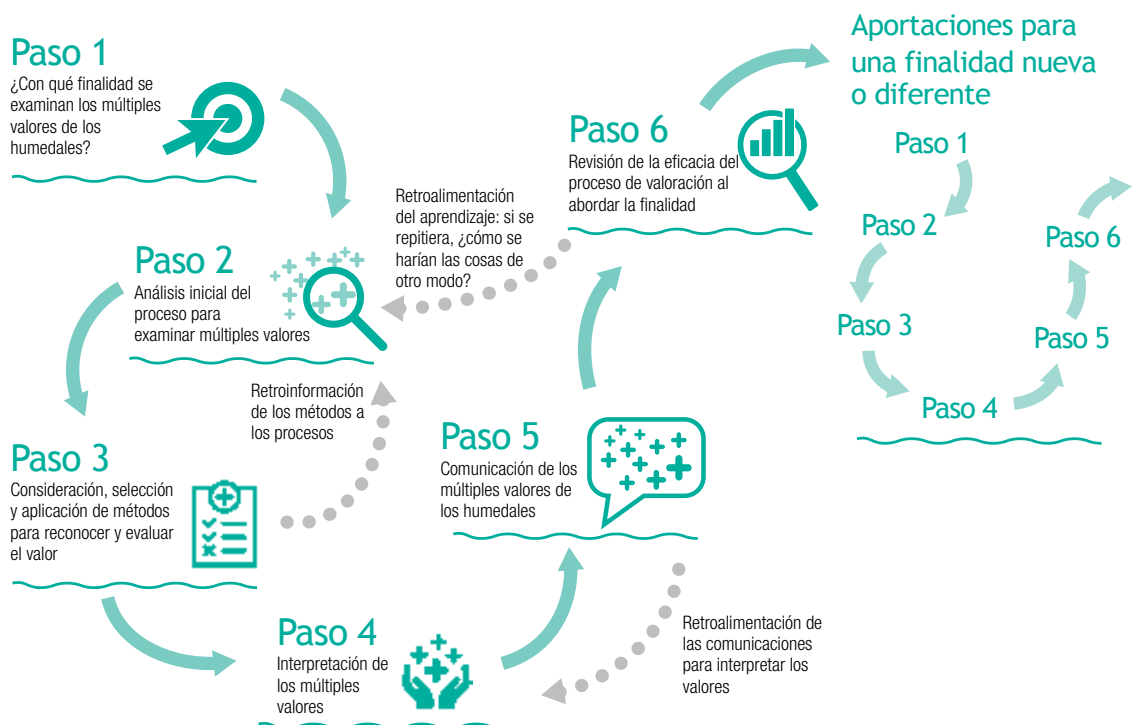 Paso 1
¿Con qué finalidad se
examinan los múltiples
valores de los
humedales?
Paso 2
Análisis inicial del
proceso para
examinar múltiples valores
Retroalimentación
del aprendizaje: si se
repitiera, ¿cómo se
harían las cosas de
otro modo?
Retroinformación
de los métodos a
los procesos
Paso 3
Consideración, selección
y aplicación de métodos
para reconocer y evaluar
el valor
Paso 4
Interpretación de
los múltiples
valores
Paso 5
Comunicación de los
múltiples valores de
los humedales
Retroalimentación de
las comunicaciones
para interpretar los
valores
Paso 6
Revisión de la eficacia del
proceso de valoración al
abordar la finalidad
Aportaciones para
una finalidad nueva
o diferente
Paso 1
Paso 2
Paso 3
Paso 4
Paso 5
Paso 6